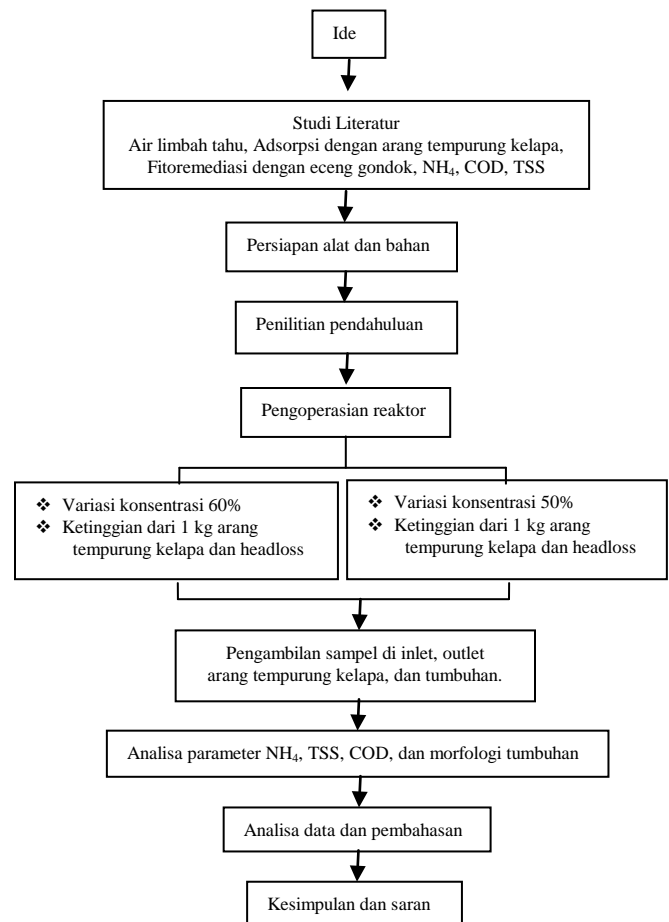 Ide
Studi Literatur
Air limbah tahu, Adsorpsi dengan arang tempurung kelapa,
Fitoremediasi dengan eceng gondok, NH₄, COD, TSS
Persiapan alat dan bahan
Penilitian pendahuluan
Pengoperasian reaktor
❖ Variasi konsentrasi 60%
❖ Ketinggian dari 1 kg arang
tempurung kelapa dan headloss
❖ Variasi konsentrasi 50%
❖ Ketinggian dari 1 kg arang
tempurung kelapa dan headloss
Pengambilan sampel di inlet, outlet
arang tempurung kelapa, dan tumbuhan.
Analisa parameter NH₄, TSS, COD, dan morfologi tumbuhan
Analisa data dan pembahasan
Kesimpulan dan saran